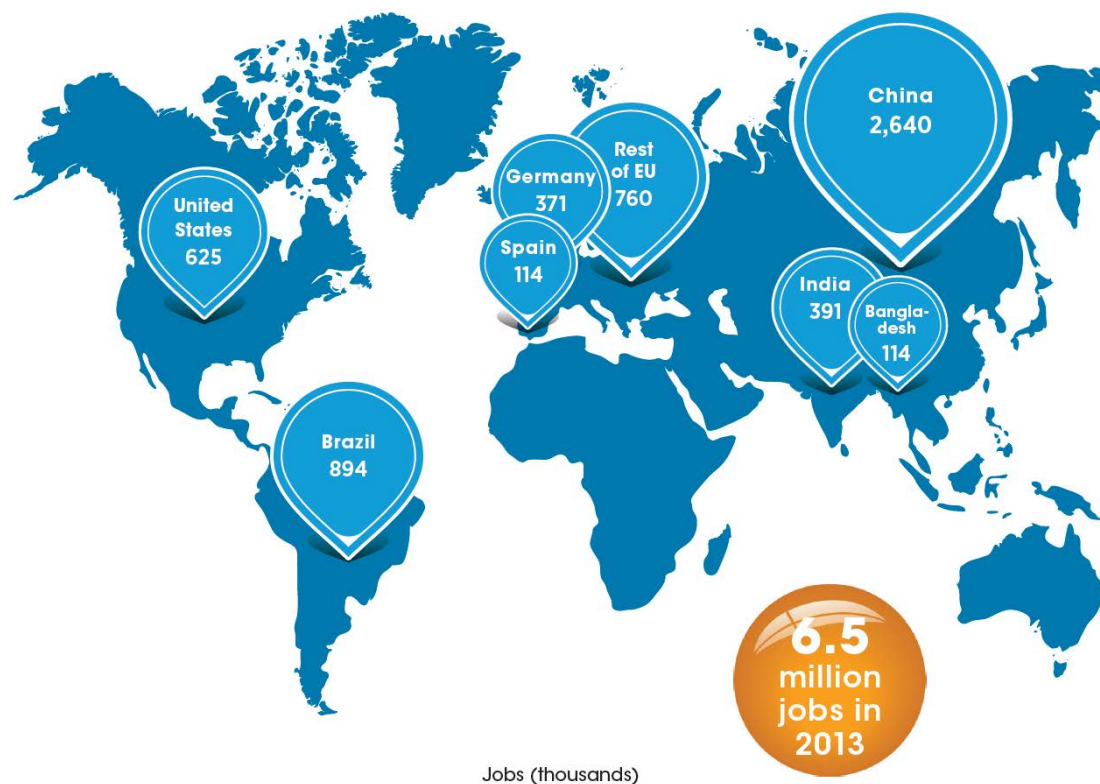 China
2,640
Rest
of EU
760
Germany
371
United
States
625
Spain
114
India
391
Bangla-
desh
114
Brazil
894
6.5
million
jobs in
2013
Jobs (thousands)